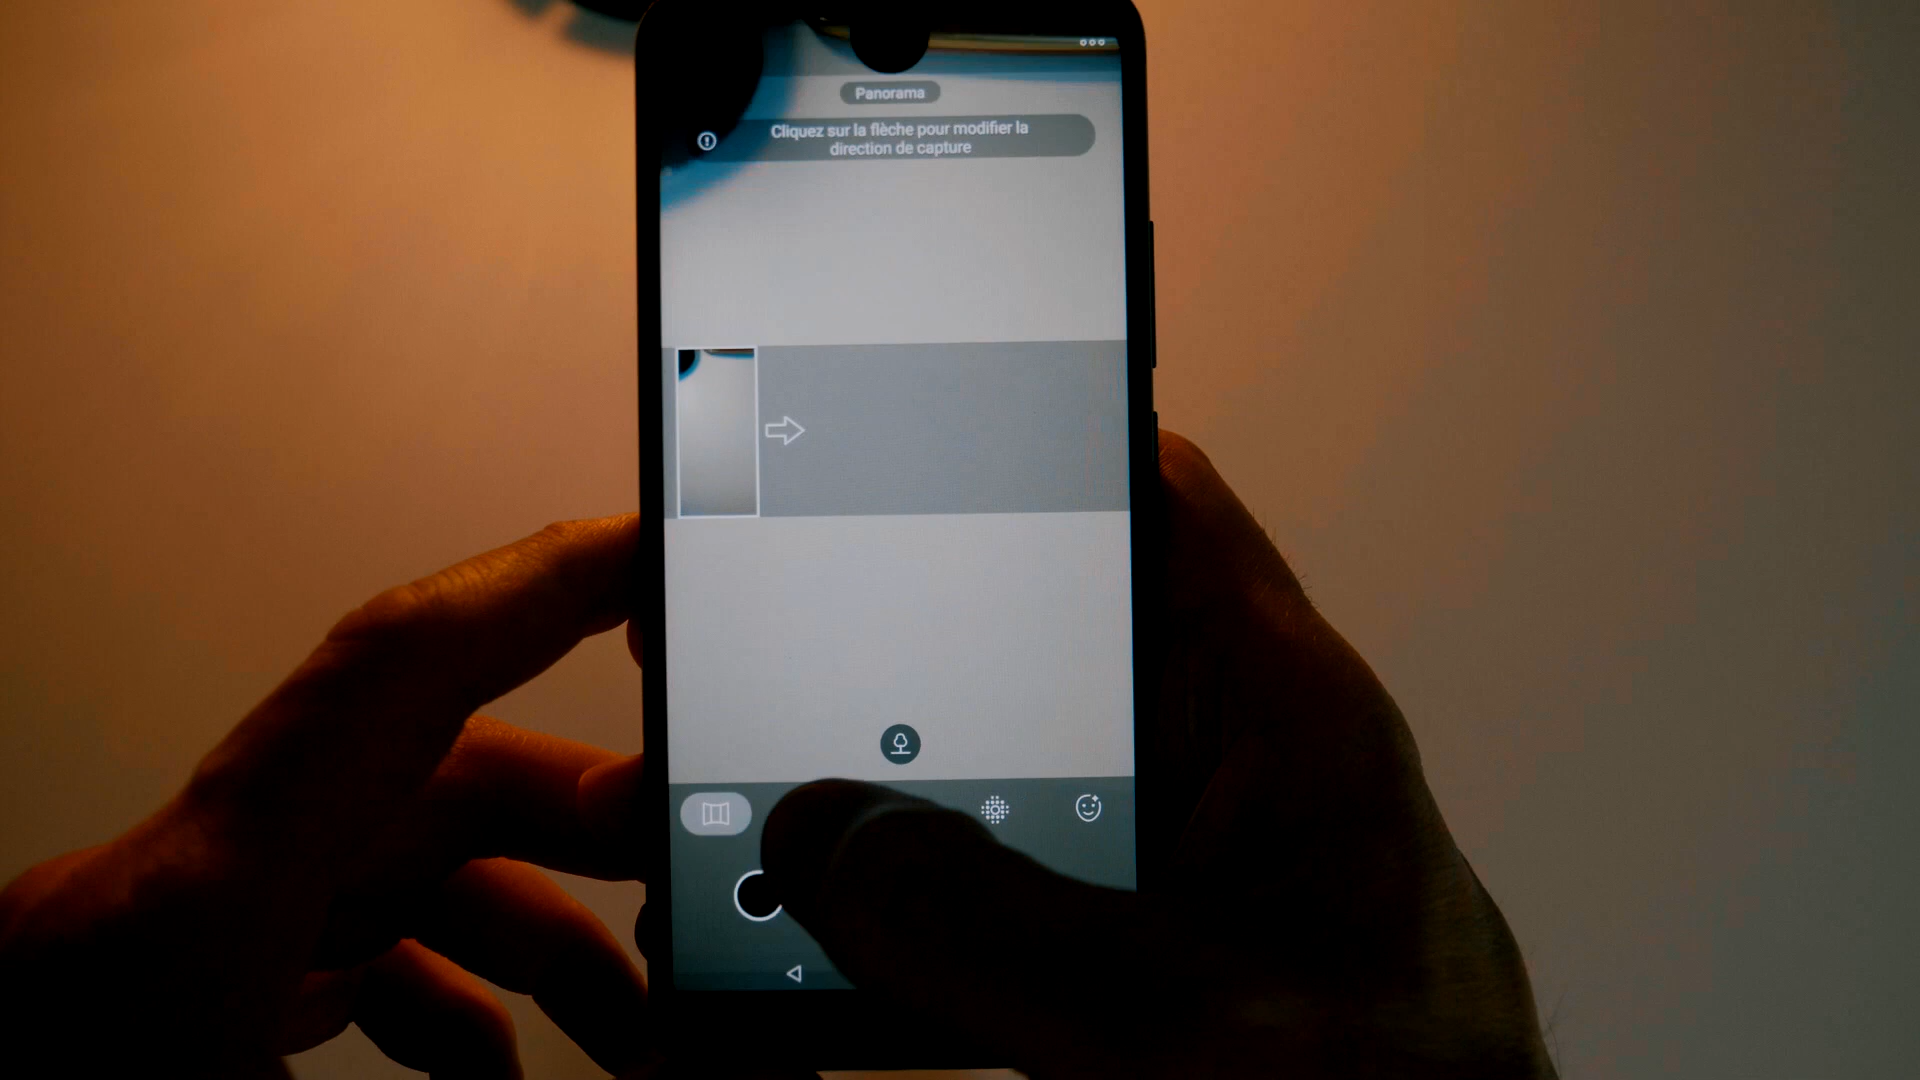 Panorama
Cliquez sur la flèche pour modifier la
direction de capture